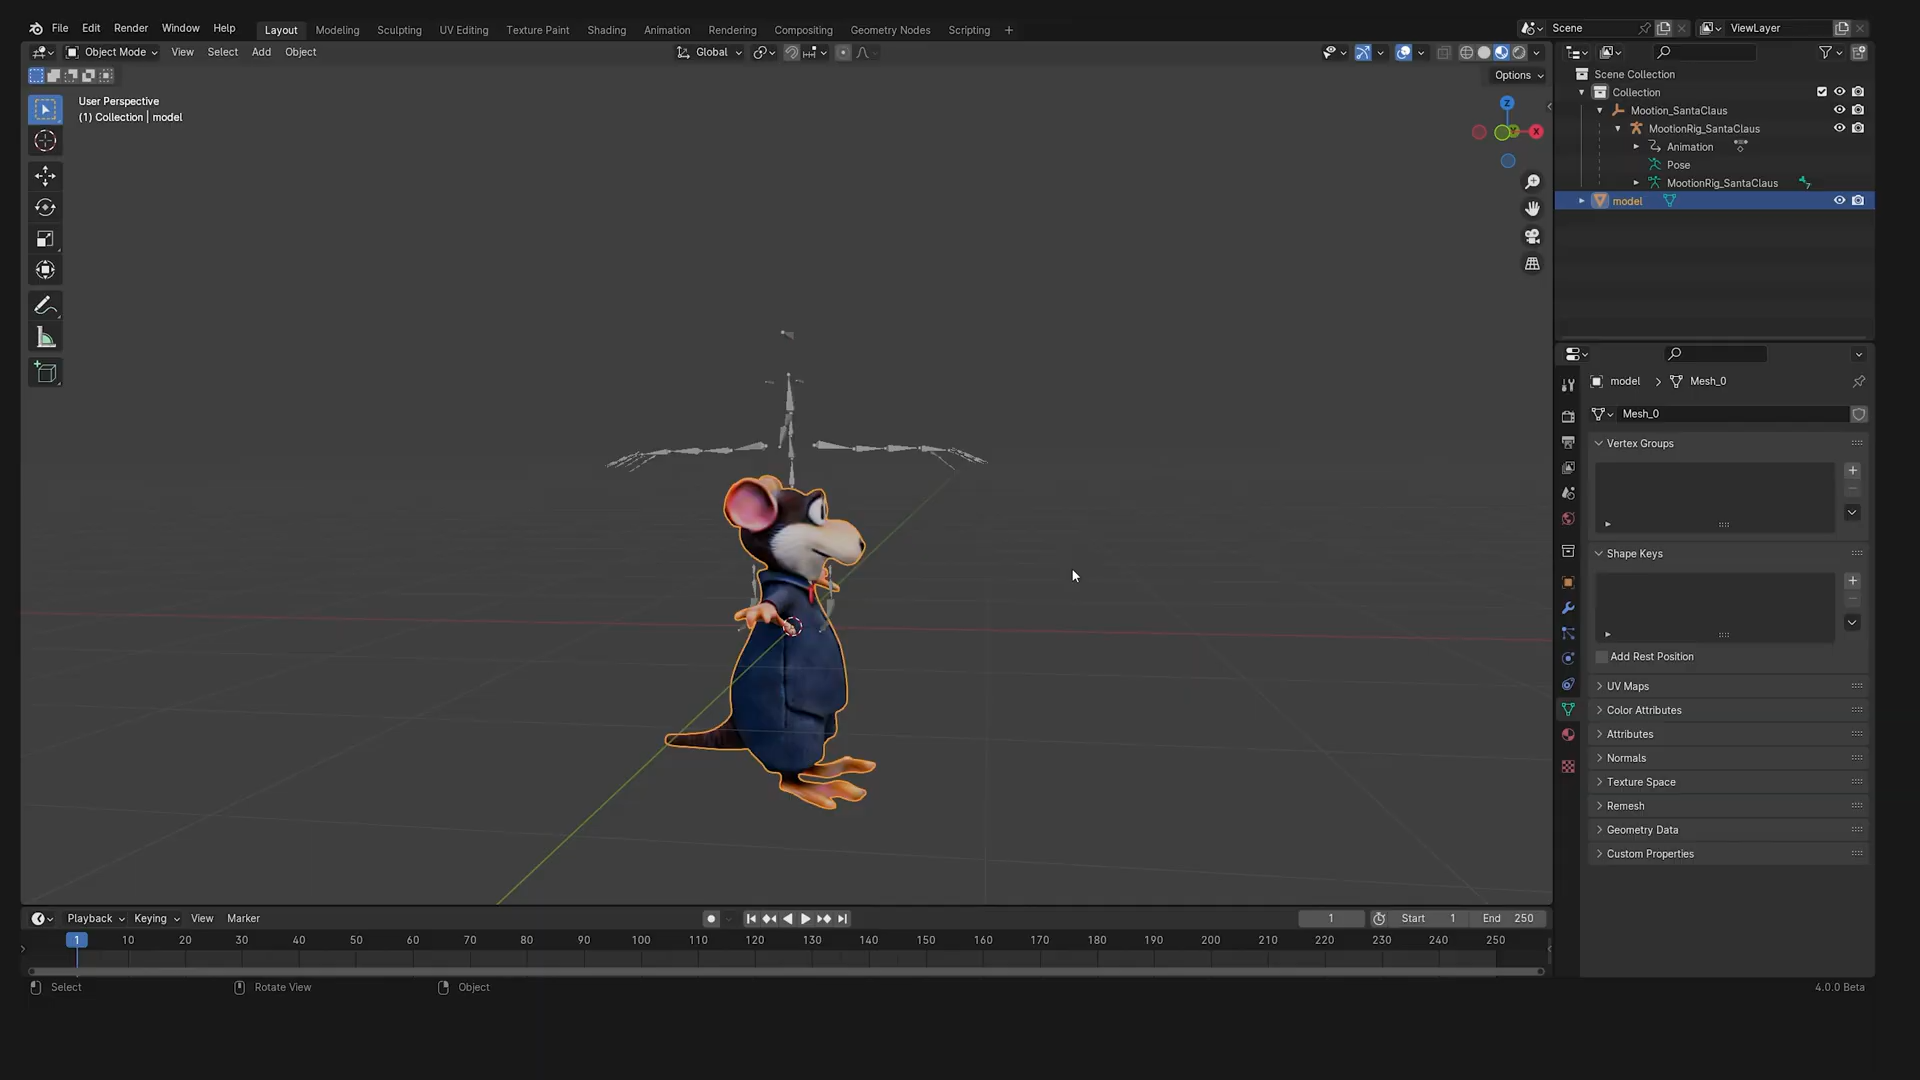 File Edit Render Window Help Layout Modeling Sculpting UV Editing Texture Paint Shading Animation Rendering Compositing Geometry Nodes Scripting + Scene ViewLayer
Object Mode View Select Add Object Global
Options
User Perspective
(1) Collection | model
Z
Y
X
Scene Collection
Collection
Mootion_SantaClaus
MootionRig_SantaClaus
Animation
Pose
MootionRig_SantaClaus
model
model > Mesh_0
Mesh_0
Vertex Groups
Shape Keys
Add Rest Position
UV Maps
Color Attributes
Attributes
Normals
Texture Space
Remesh
Geometry Data
Custom Properties
Playback Keying View Marker 1 Start 1 End 250
1 10 20 30 40 50 60 70 80 90 100 110 120 130 140 150 160 170 180 190 200 210 220 230 240 250
Select Rotate View Object 4.0.0 Beta